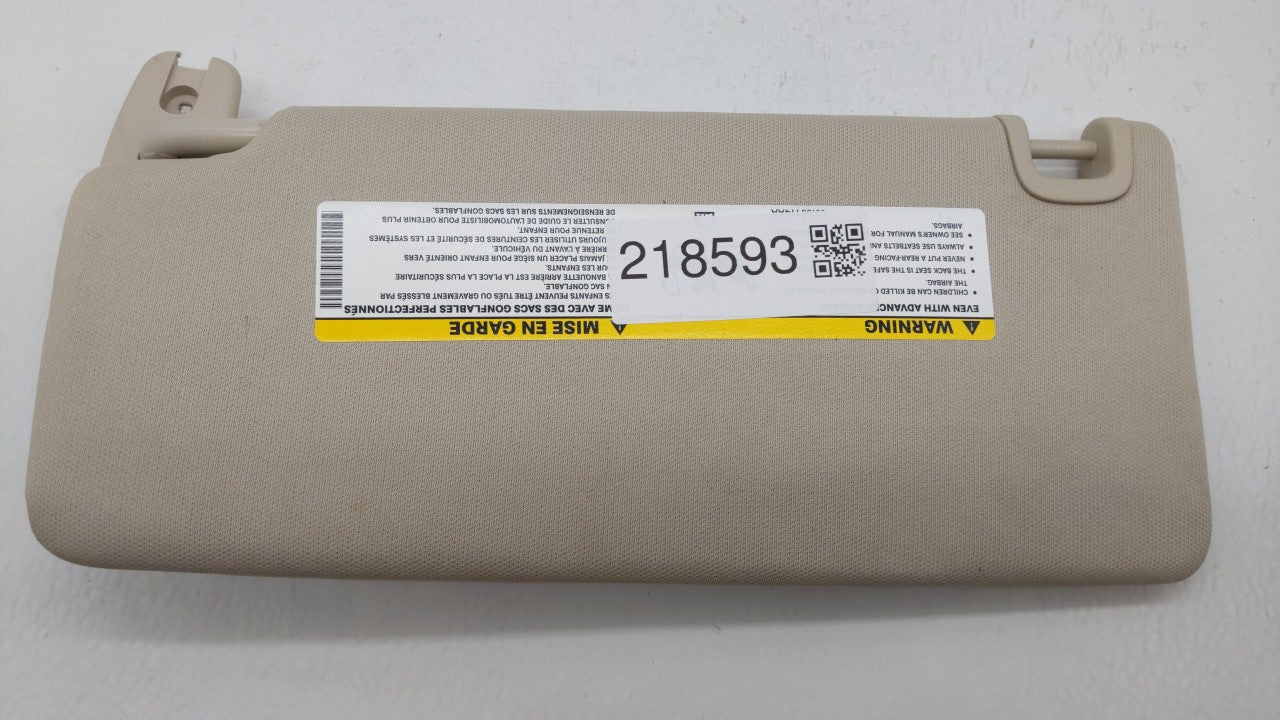 218593
WARNING
EVEN WITH ADVANC
• CHILDREN CAN BE KILLED
THE AIRBAG.
• THE BACK SEAT IS THE SAFE
• NEVER PUT A REAR-FACING
• ALWAYS USE SEATBELTS AN
• SEE OWNER'S MANUAL FOR
AIRBAGS.
MISE EN GARDE
ME AVEC DES SACS GONFLABLES PERFECTIONNÉS
ES ENFANTS PEUVENT ÊTRE TUÉS OU GRAVEMENT BLESSÉS PAR
N SAC GONFLABLE.
A BANQUETTE ARRIÈRE EST LA PLACE LA PLUS SÉCURITAIRE
OUR LES ENFANTS.
E JAMAIS PLACER UN SIÈGE POUR ENFANT ORIENTÉ VERS
ARRIÈRE À L'AVANT DU VÉHICULE.
UJOURS UTILISER LES CEINTURES DE SÉCURITÉ ET LES SYSTÈMES
RETENUE POUR ENFANT.
ONSULTER LE GUIDE DE L'AUTOMOBILISTE POUR OBTENIR PLUS
DE RENSEIGNEMENTS SUR LES SACS GONFLABLES.